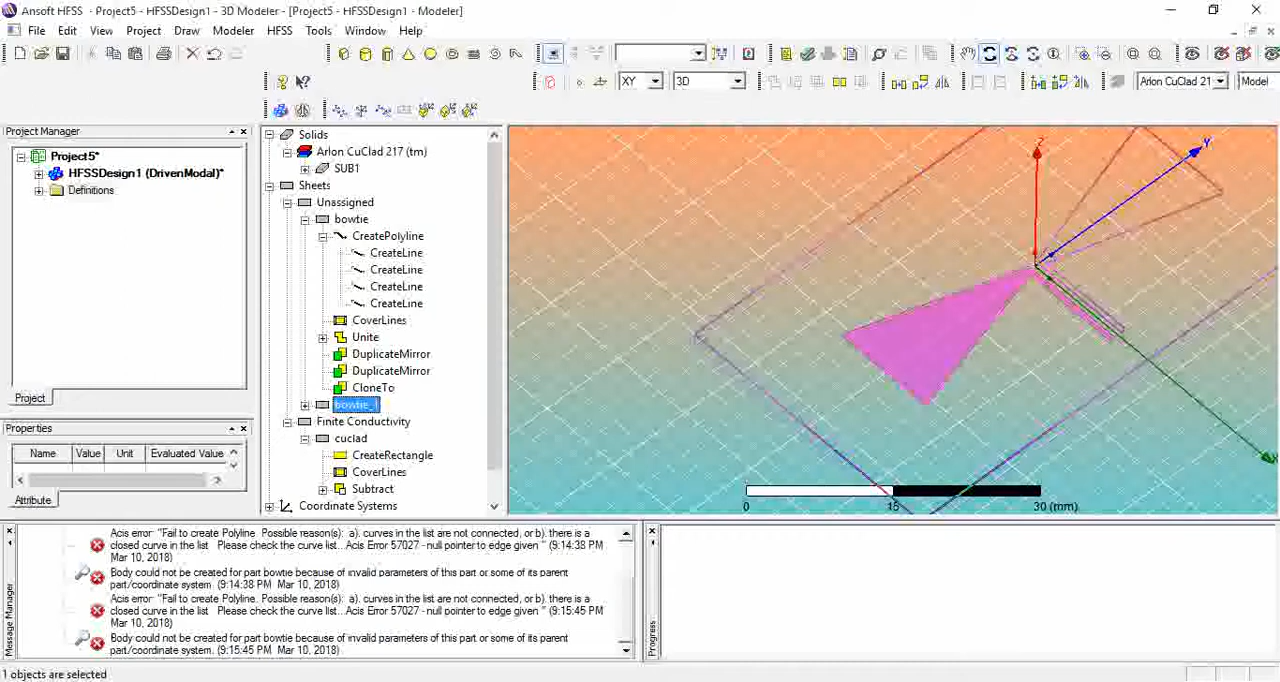 Ansoft HFSS - Project5 - HFSSDesign1 - 3D Modeler - [Project5 - HFSSDesign1 - Modeler]
File Edit View Project Draw Modeler HFSS Tools Window Help
XY 3D Arlon CuClad 21 Model
Project Manager
Project5*
HFSSDesign1 (DrivenModal)*
Definitions
Project
Properties
Name Value Unit Evaluated Value
Attribute
Solids
Arlon CuClad 217 (tm)
SUB1
Sheets
Unassigned
bowtie
CreatePolyline
CreateLine
CreateLine
CreateLine
CreateLine
CoverLines
Unite
DuplicateMirror
DuplicateMirror
CloneTo
bowtie_1
Finite Conductivity
cuclad
CreateRectangle
CoverLines
Subtract
Coordinate Systems
Z
Y
0 15 30 (mm)
Message Manager
Acis error: "Fail to create Polyline. Possible reason(s): a). curves in the list are not connected, or b). there is a
closed curve in the list Please check the curve list.. Acis Error 57027 - null pointer to edge given " (9:14:38 PM
Mar 10, 2018)
Body could not be created for part bowtie because of invalid parameters of this part or some of its parent
part/coordinate system. (9:14:38 PM Mar 10, 2018)
Acis error: "Fail to create Polyline. Possible reason(s): a). curves in the list are not connected, or b). there is a
closed curve in the list Please check the curve list.. Acis Error 57027 - null pointer to edge given " (9:15:45 PM
Mar 10, 2018)
Body could not be created for part bowtie because of invalid parameters of this part or some of its parent
part/coordinate system. (9:15:45 PM Mar 10, 2018)
Progress
1 objects are selected